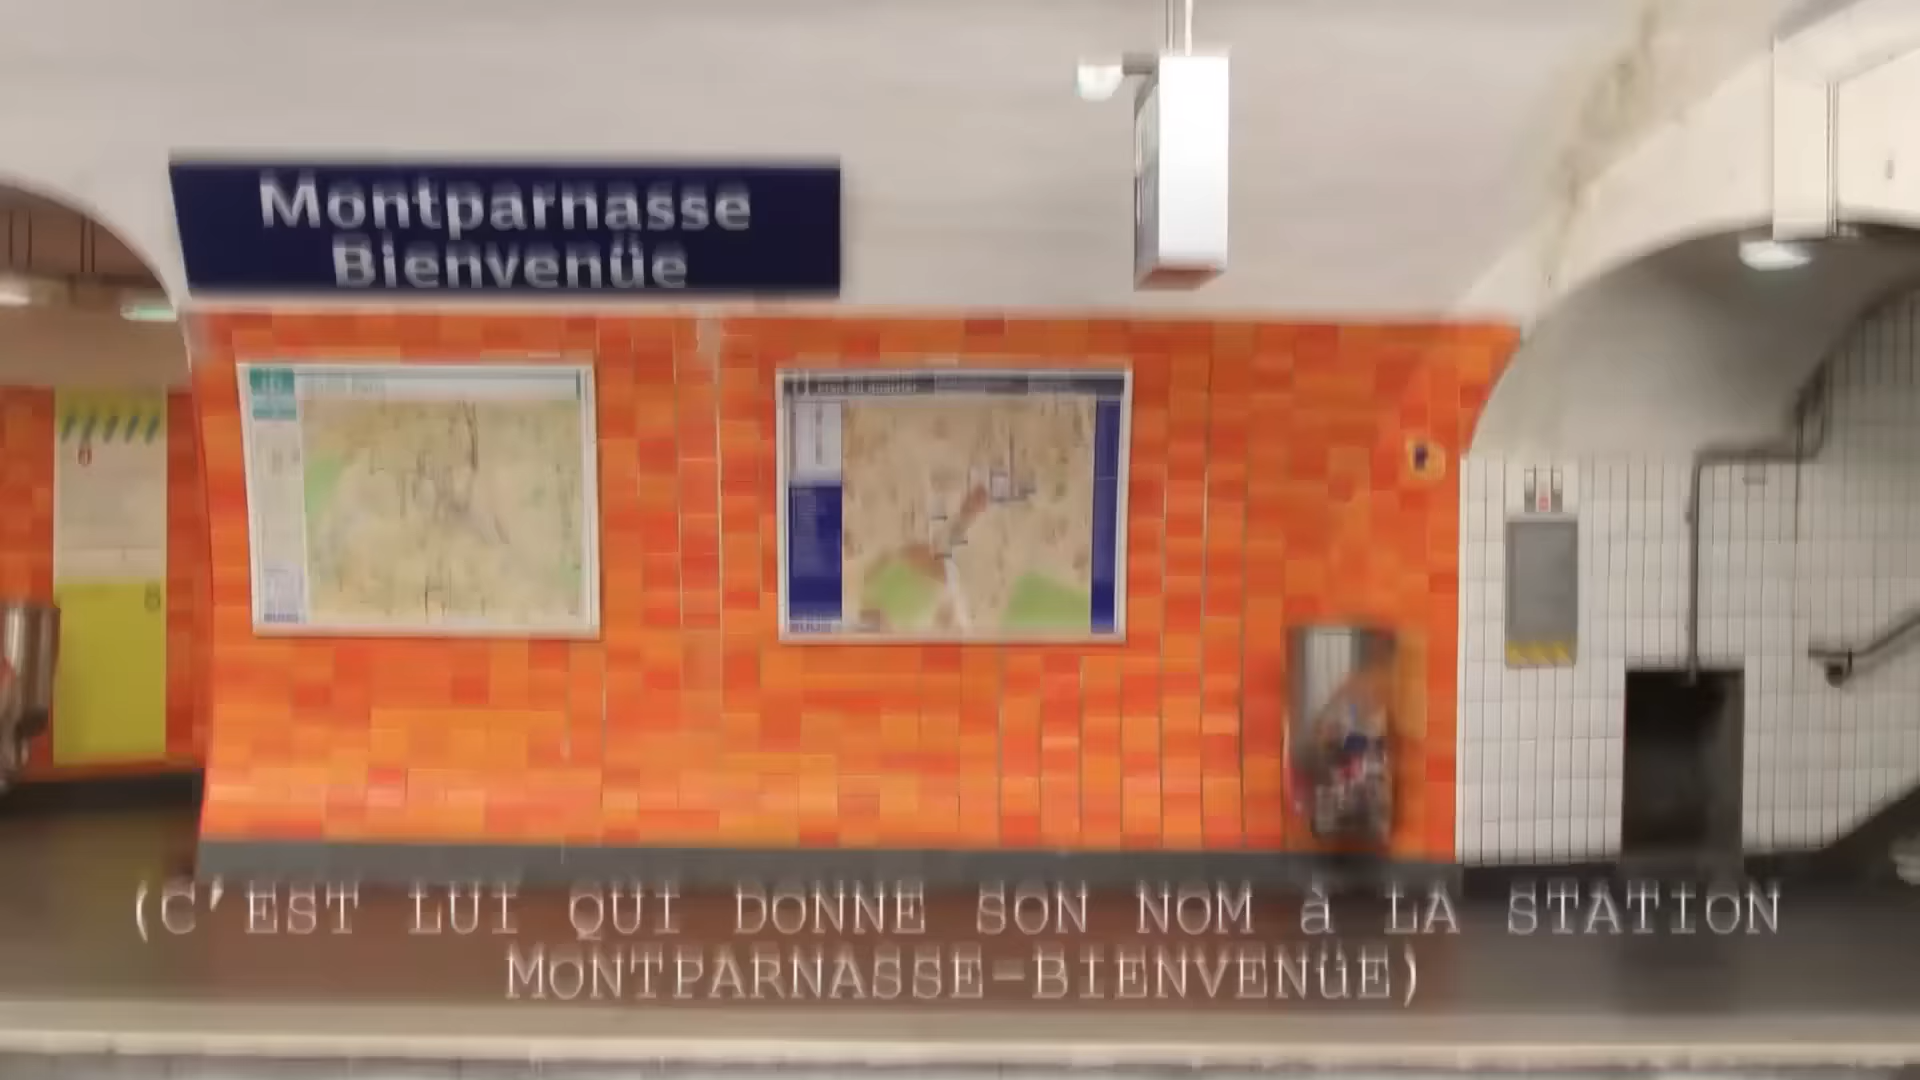 Montparnasse
Bienvenüe
(C'EST LUI QUI DONNE SON NOM à LA STATION
MONTPARNASSE-BIENVENüE)